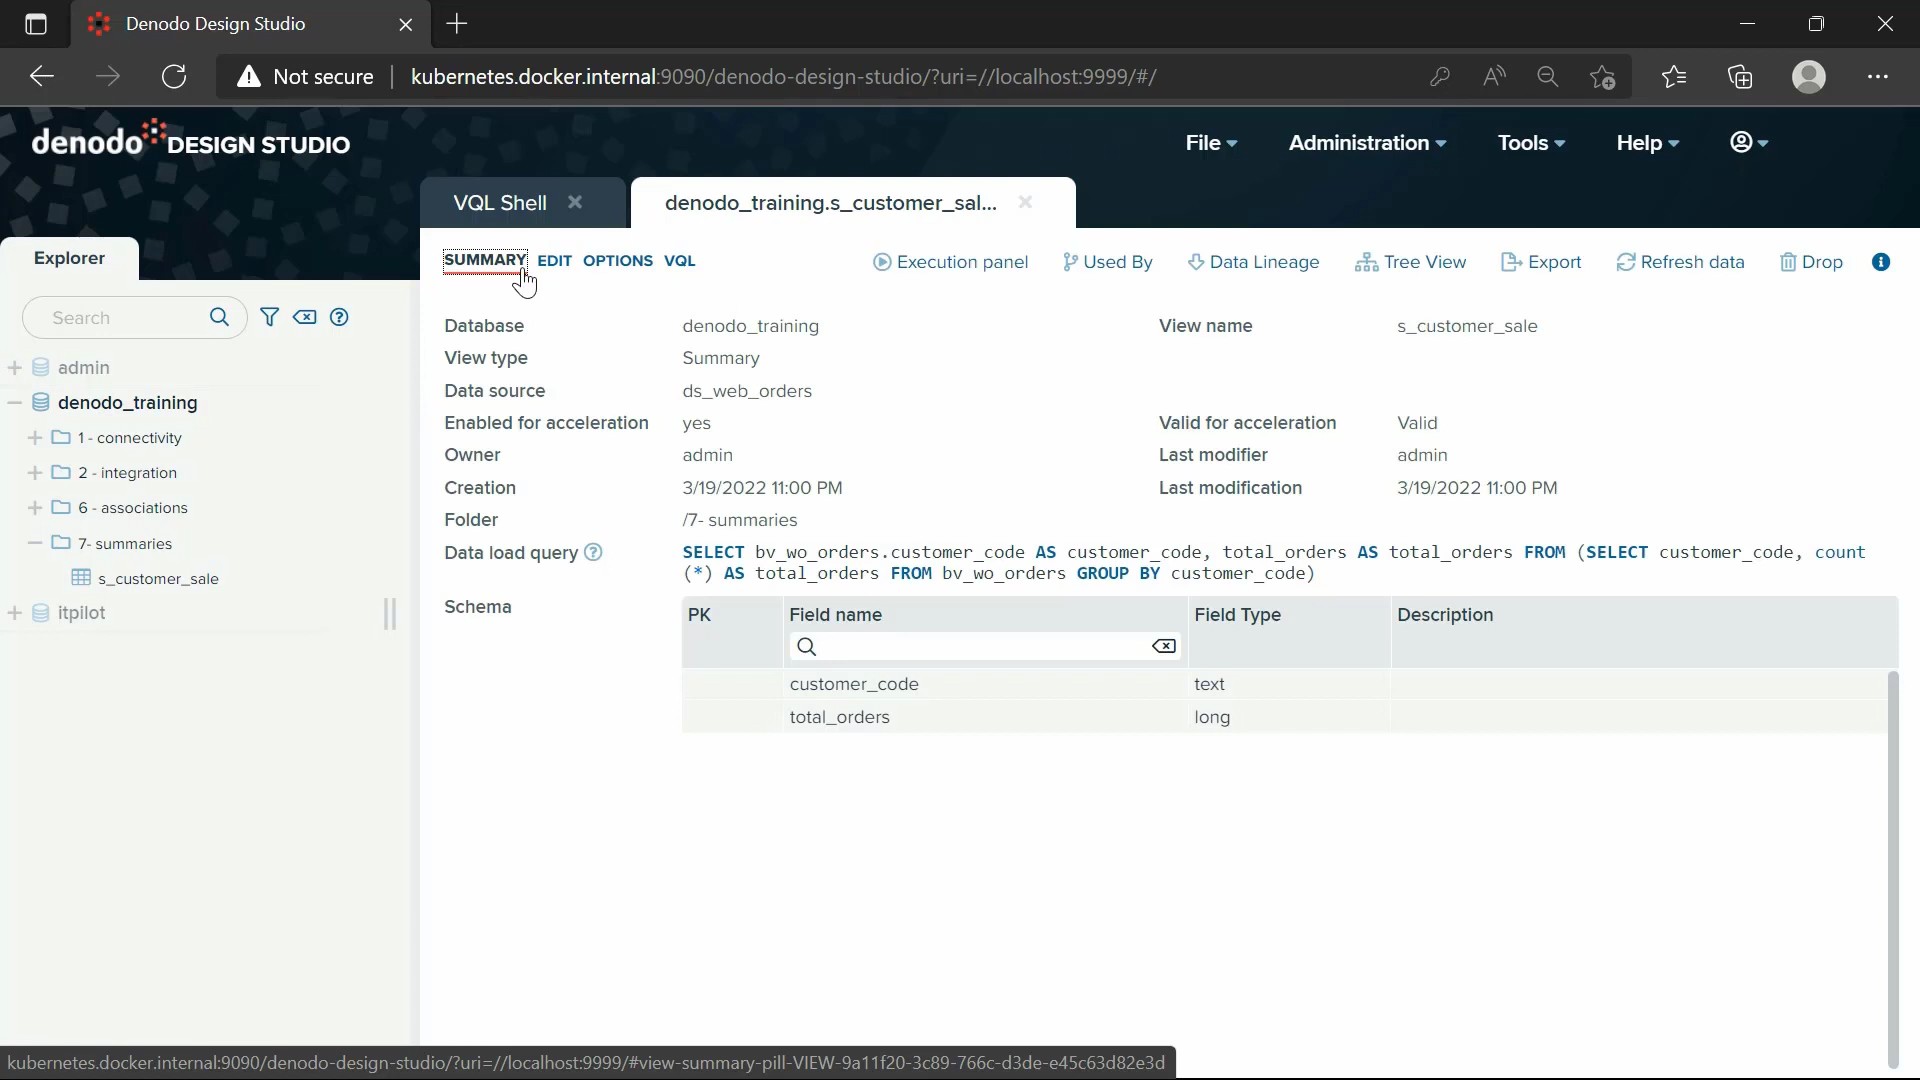 Denodo Design Studio
Not secure kubernetes.docker.internal:9090/denodo-design-studio/?uri=//localhost:9999/#/
denodo DESIGN STUDIO
File Administration Tools Help
VQL Shell denodo_training.s_customer_sal...
Explorer
SUMMARY EDIT OPTIONS VQL Execution panel Used By Data Lineage Tree View Export Refresh data Drop
Search
admin
denodo_training
1 - connectivity
2 - integration
6 - associations
7- summaries
s_customer_sale
itpilot
Database denodo_training View name s_customer_sale
View type Summary
Data source ds_web_orders
Enabled for acceleration yes Valid for acceleration Valid
Owner admin Last modifier admin
Creation 3/19/2022 11:00 PM Last modification 3/19/2022 11:00 PM
Folder /7- summaries
Data load query SELECT bv_wo_orders.customer_code AS customer_code, total_orders AS total_orders FROM (SELECT customer_code, count
(*) AS total_orders FROM bv_wo_orders GROUP BY customer_code)
Schema PK Field name Field Type Description
customer_code text
total_orders long
kubernetes.docker.internal:9090/denodo-design-studio/?uri=//localhost:9999/#view-summary-pill-VIEW-9a11f20-3c89-766c-d3de-e45c63d82e3d